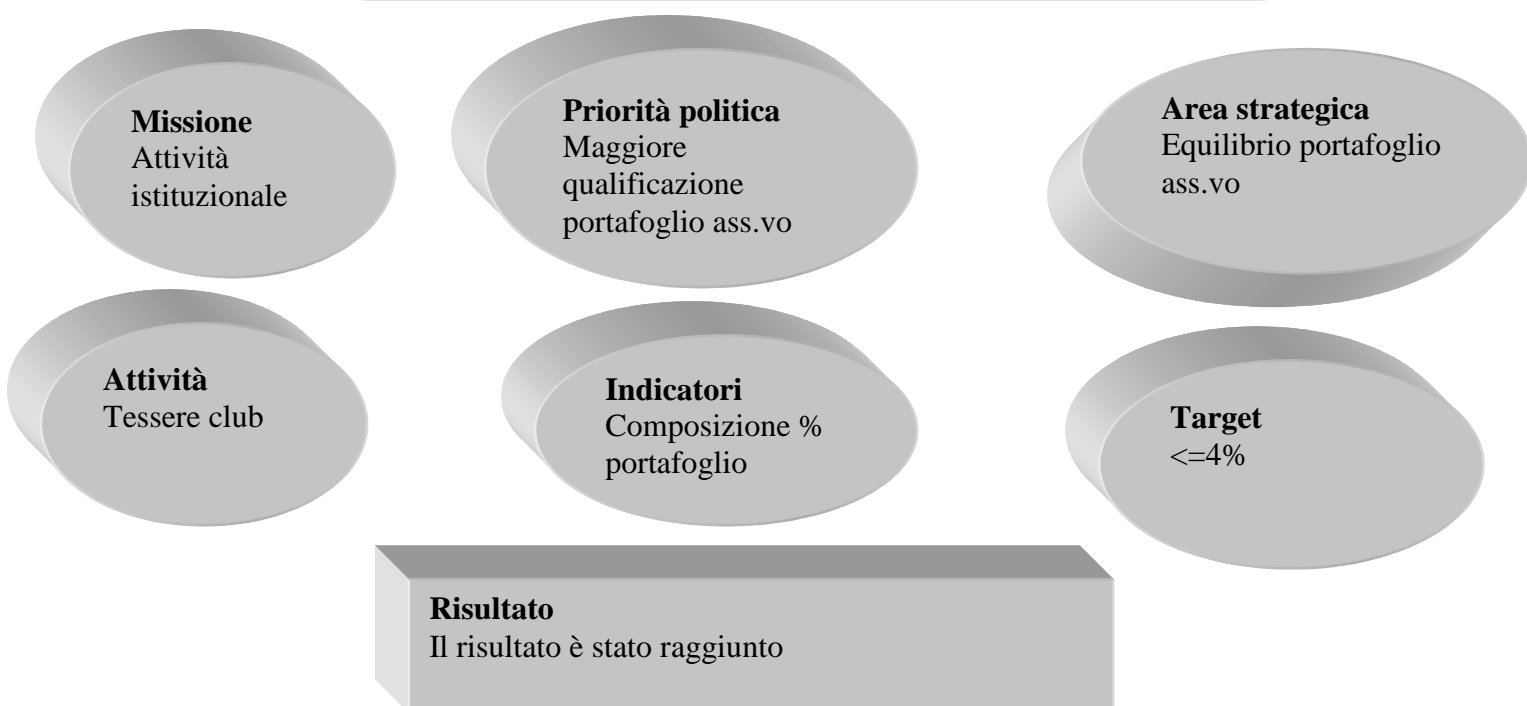 Missione
Attività
istituzionale
Priorità politica
Maggiore
qualificazione
portafoglio ass.vo
Area strategica
Equilibrio portafoglio
ass.vo
Attività
Tessere club
Indicatori
Composizione %
portafoglio
Target
<=4%
Risultato
Il risultato è stato raggiunto